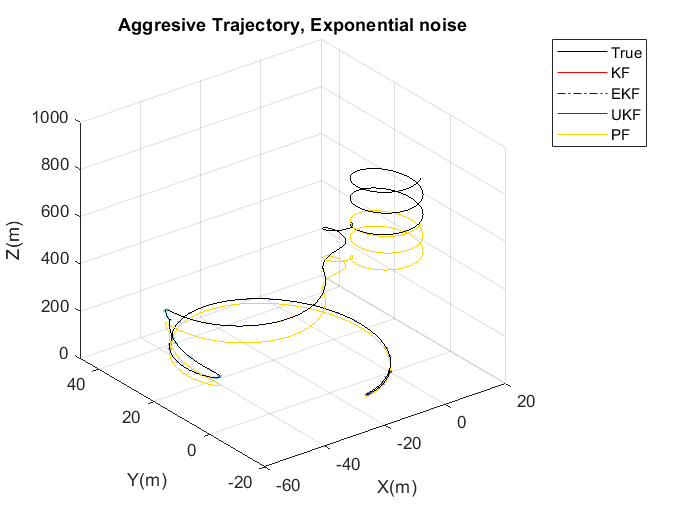 Aggresive Trajectory, Exponential noise
True
KF
EKF
UKF
PF
1000
800
600
400
200
0
Z(m)
40
20
0
-20
Y(m)
-60
-40
-20
0
20
X(m)